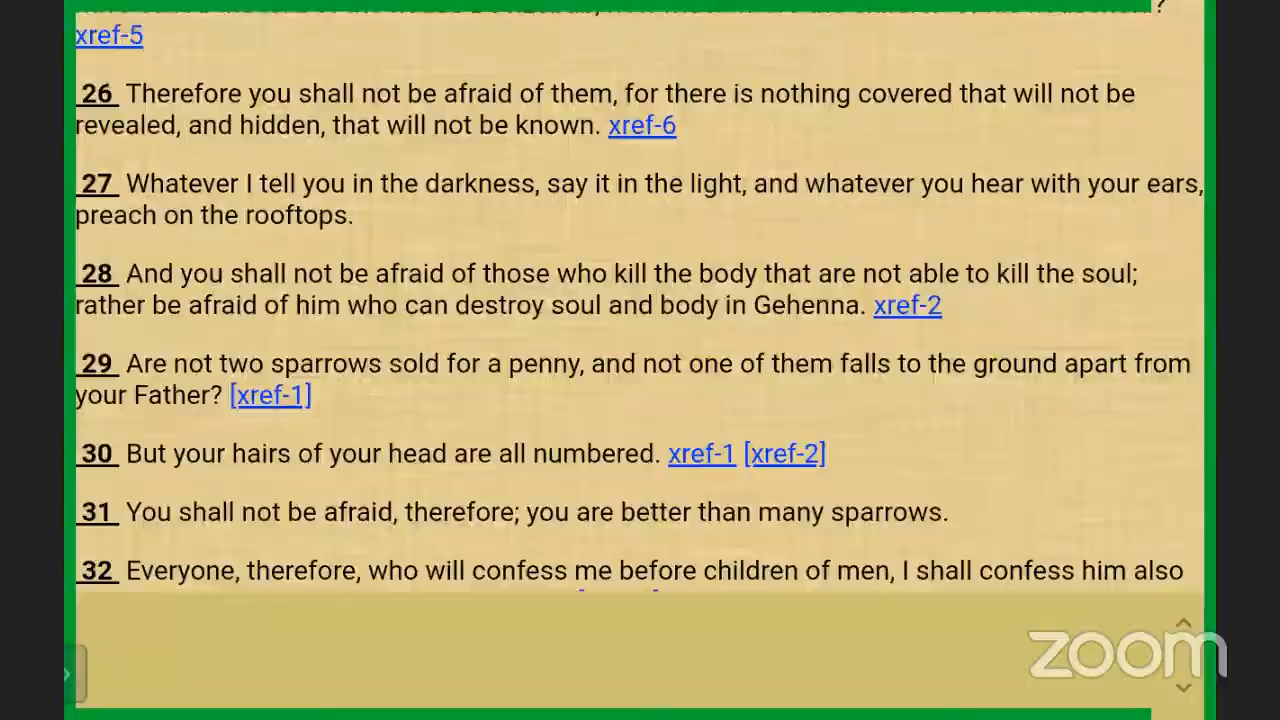 xref-5
26 Therefore you shall not be afraid of them, for there is nothing covered that will not be
revealed, and hidden, that will not be known. xref-6
27 Whatever I tell you in the darkness, say it in the light, and whatever you hear with your ears,
preach on the rooftops.
28 And you shall not be afraid of those who kill the body that are not able to kill the soul;
rather be afraid of him who can destroy soul and body in Gehenna. xref-2
29 Are not two sparrows sold for a penny, and not one of them falls to the ground apart from
your Father? [xref-1]
30 But your hairs of your head are all numbered. xref-1 [xref-2]
31 You shall not be afraid, therefore; you are better than many sparrows.
32 Everyone, therefore, who will confess me before children of men, I shall confess him also
zoom